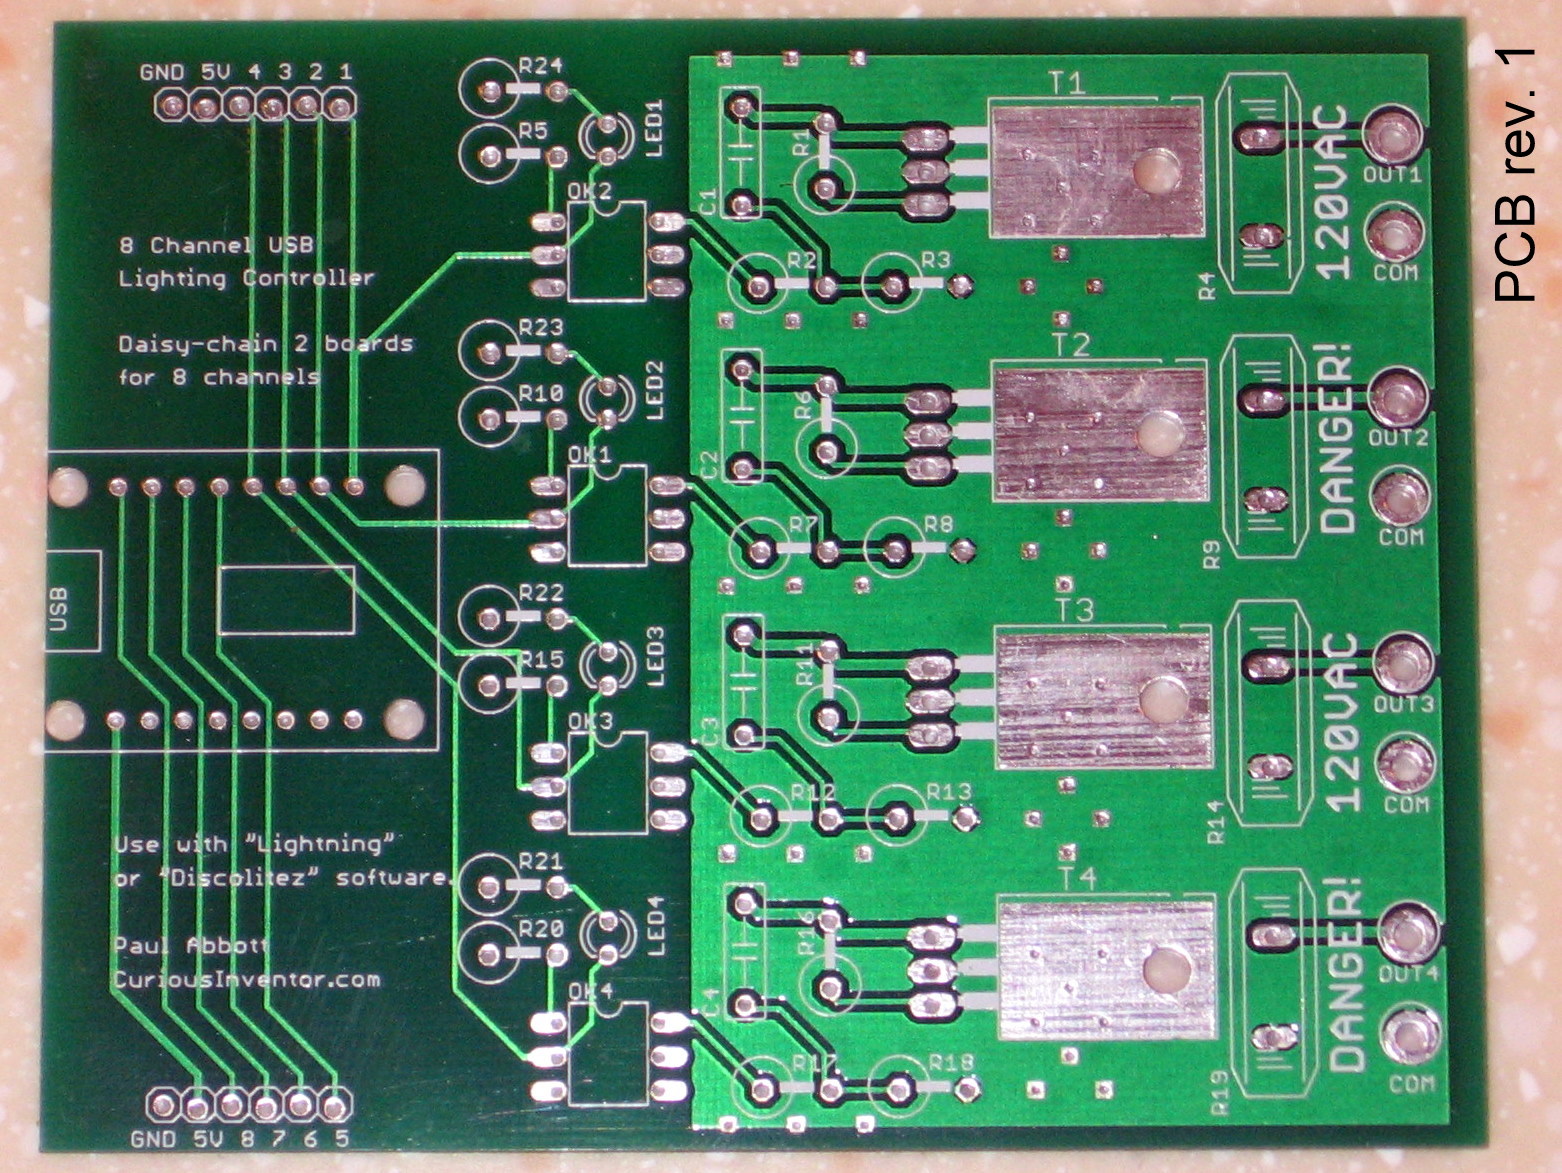 PCB rev. 1
GND 5V 4 3 2 1
8 Channel USB
Lighting Controller
Daisy-chain 2 boards
for 8 channels
USB
Use with "Lightning"
or "Discolitez" software.
Paul Abbott
CuriousInventor.com
GND 5V 8 7 6 5
R24
R5
LED1
OK2
R23
R10
LED2
OK1
R22
R15
LED3
OK3
R21
R20
LED4
OK4
C1
R1
R2
R3
T1
R4
120VAC
OUT1
COM
C2
R6
R7
R8
T2
R9
DANGER!
OUT2
COM
C3
R11
R12
R13
T3
R14
120VAC
OUT3
COM
C4
R16
R17
R18
T4
R19
DANGER!
OUT4
COM